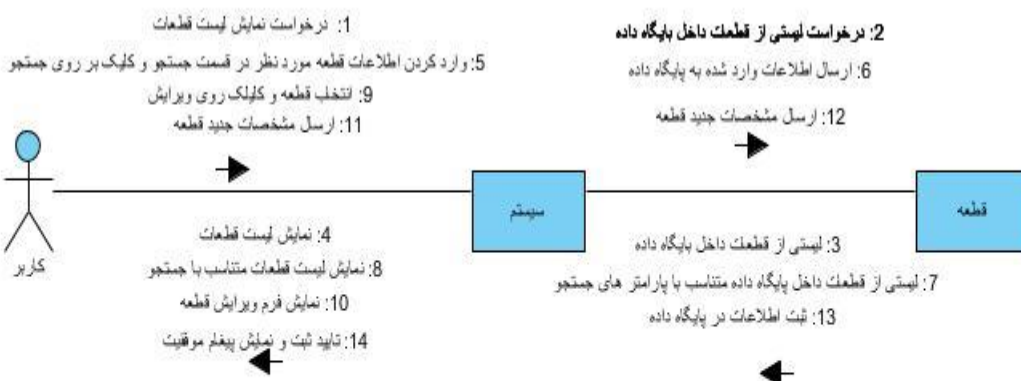 1: درخواست نمایش لیست قطعات
5: وارد کردن اطلاعات قطعه مورد نظر در قسمت جستجو و کلیک بر روی جستجو
9: انتخاب قطعه و کلیلک روی ویرایش
11: ارسال مشخصات جدید قطعه
2: درخواست لیستی از قطعات داخل بایگاه داده
6: ارسال اطلاعات وارد شده به پایگاه داده
12: ارسال مشخصات جدید قطعه
کاربر
سیستم
قطعه
4: نمایش لیست قطعات
8: نمایش لیست قطعات متناسب با جستجو
10: نمایش فرم ویرایش قطعه
14: تایید ثبت و نمایش پیغام موفقیت
3: لیستی از قطعات داخل بایگاه داده
7: لیستی از قطعات داخل پایگاه داده متناسب با پارامتر های جستجو
13: ثبت اطلاعات در پایگاه داده